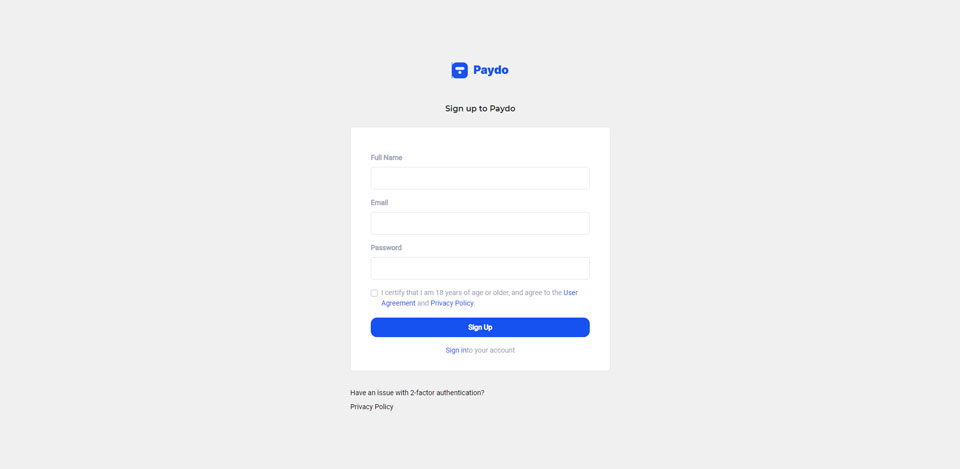 Paydo
Sign up to Paydo
Full Name
Email
Password
I certify that I am 18 years of age or older, and agree to the User
Agreement and Privacy Policy.
Sign Up
Sign into your account
Have an issue with 2-factor authentication?
Privacy Policy